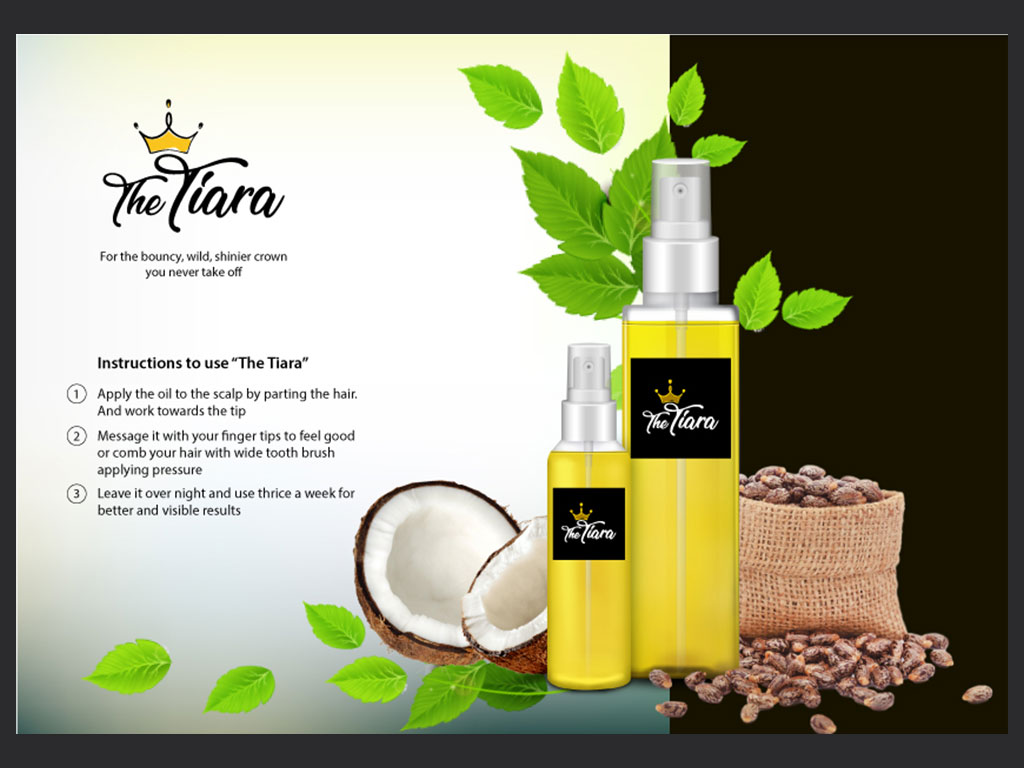 The Tiara
For the bouncy, wild, shinier crown
you never take off
Instructions to use “The Tiara”
1 Apply the oil to the scalp by parting the hair.
And work towards the tip
2 Message it with your finger tips to feel good
or comb your hair with wide tooth brush
applying pressure
3 Leave it over night and use thrice a week for
better and visible results
The Tiara
The Tiara